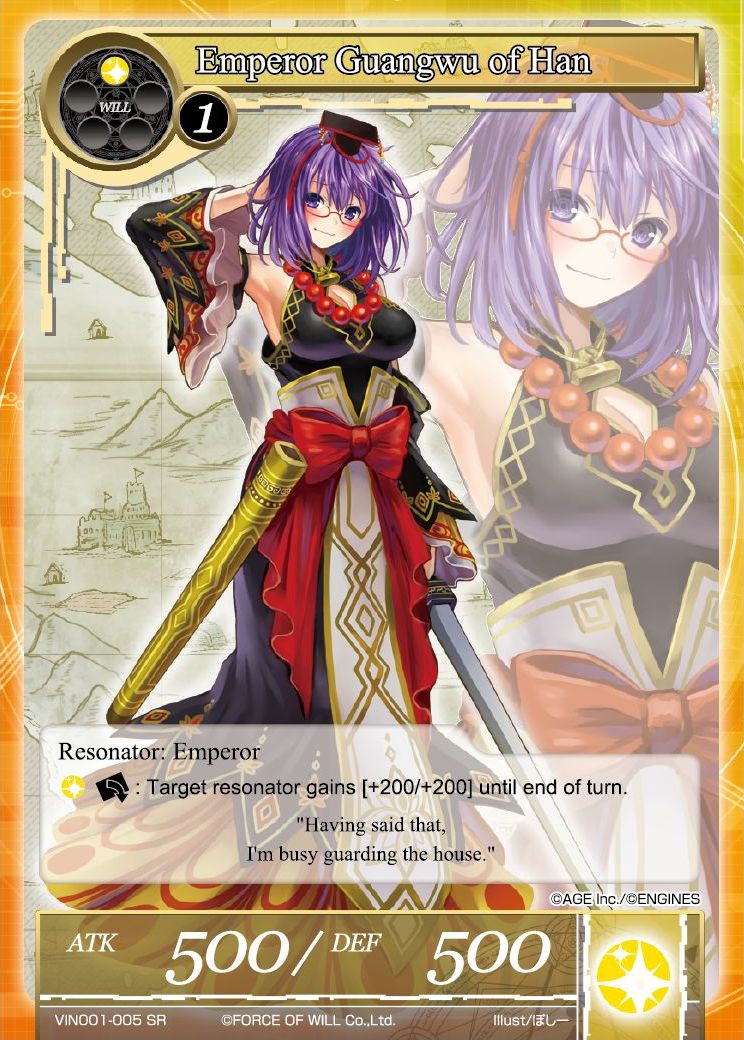 Emperor Guangwu of Han
WILL
1
Resonator: Emperor
: Target resonator gains [+200/+200] until end of turn.
"Having said that,
I'm busy guarding the house."
©AGE Inc./©ENGINES
ATK 500 / DEF 500
VIN001-005 SR ©FORCE OF WILL Co.,Ltd. Illust/ぽしー